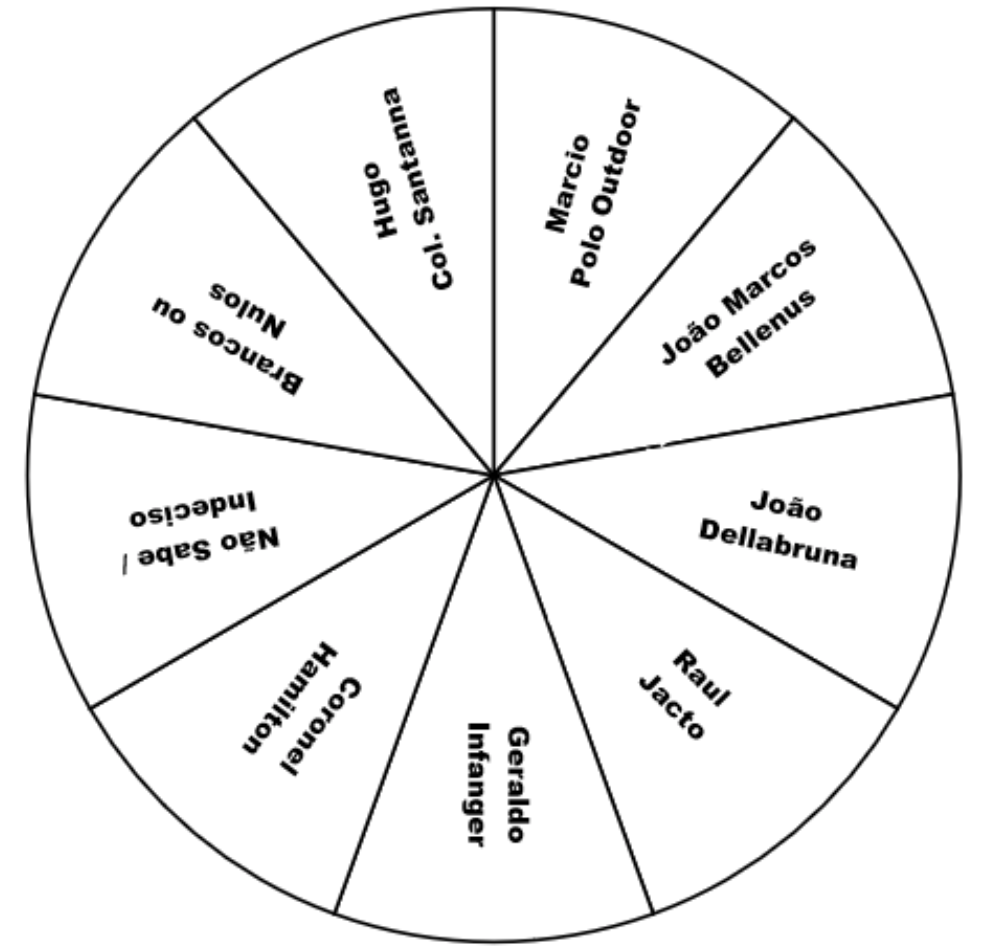 Marcio
Polo Outdoor
João Marcos
Bellenus
João
Dellabruna
Raul
Jacto
Geraldo
Infanger
Coronel
Hamilton
Não Sabe /
Indeciso
Brancos ou
Nulos
Hugo
Col. Santanna